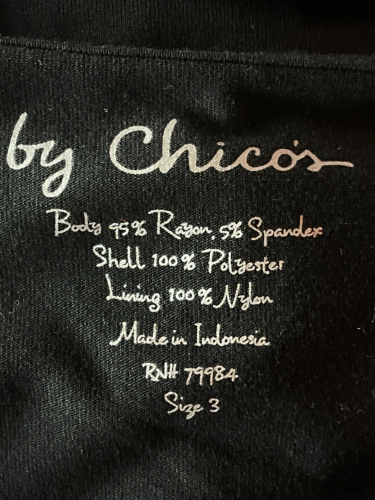 by Chico's
Body 95% Rayon, 5% Spandex
Shell 100% Polyester
Lining 100% Nylon
Made in Indonesia
RN# 79984
Size 3